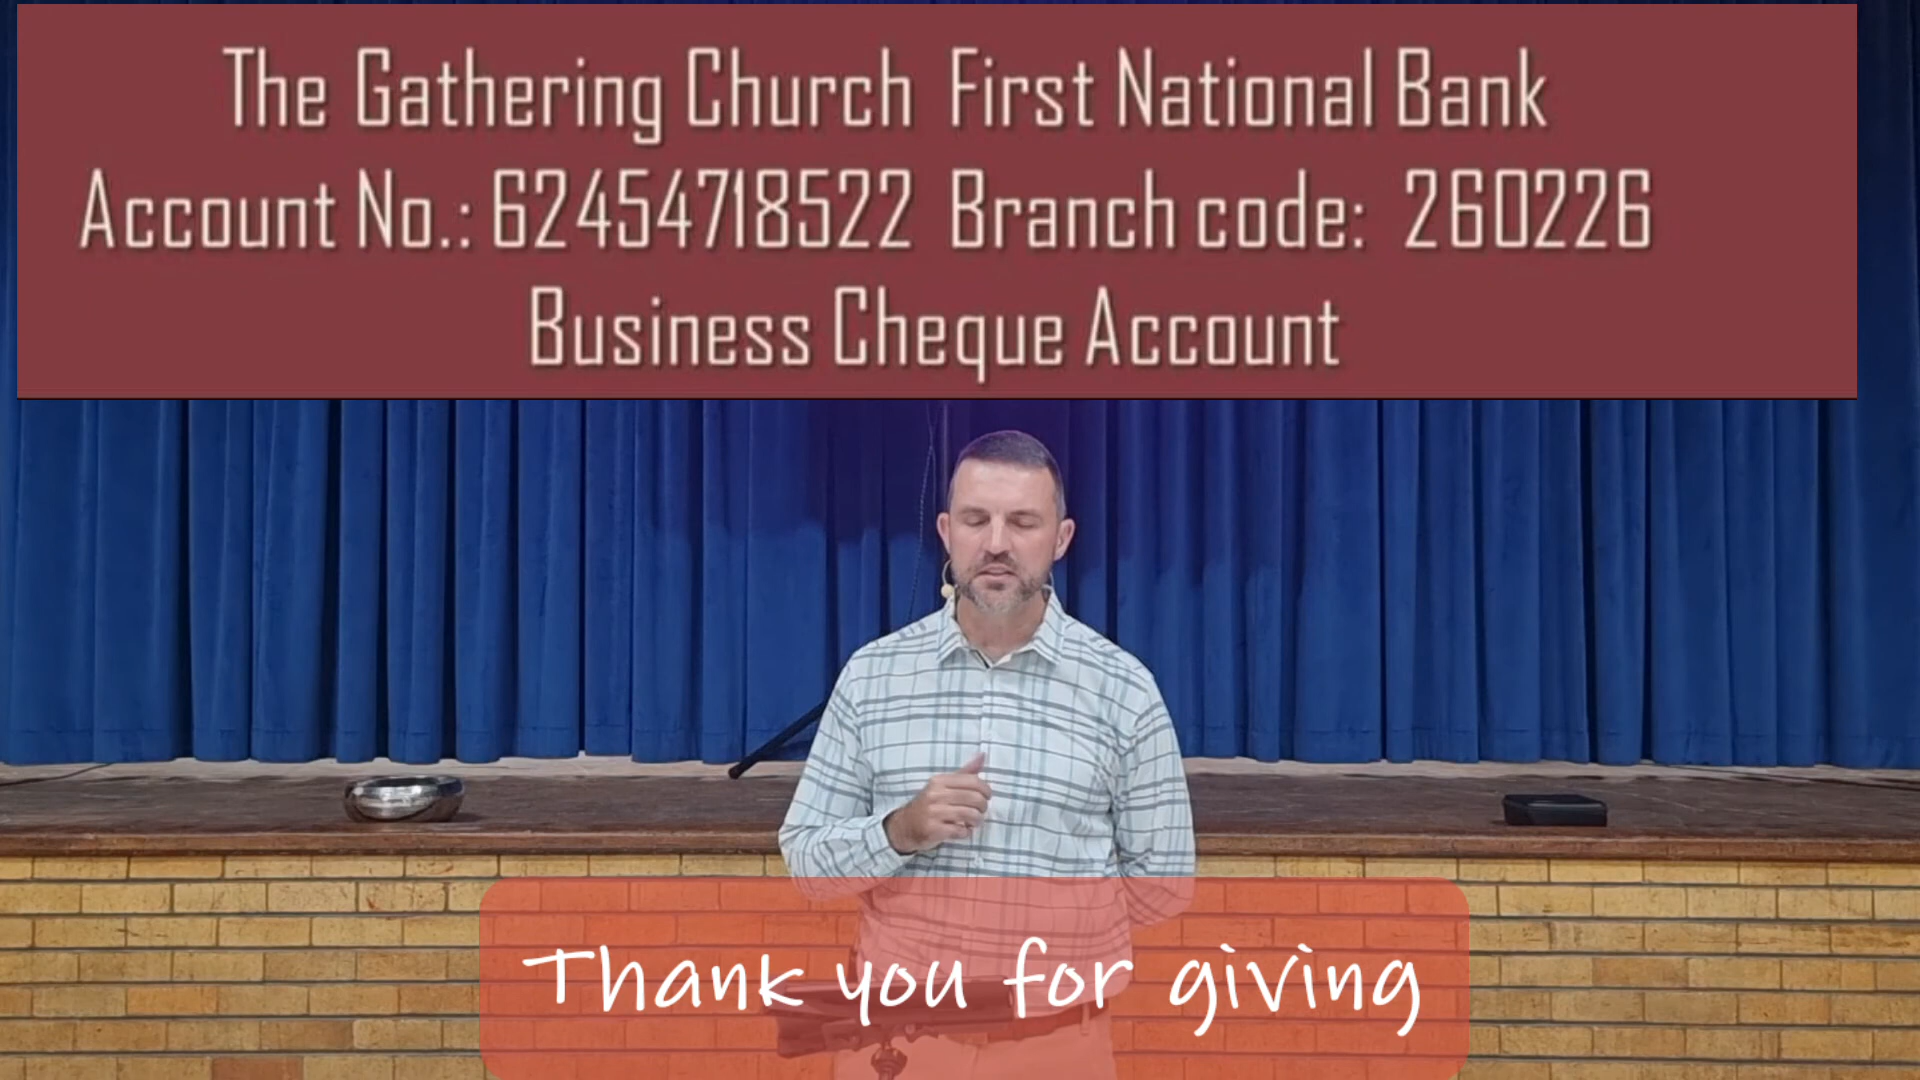 The Gathering Church First National Bank
Account No.: 62454718522 Branch code: 260226
Business Cheque Account
Thank you for giving